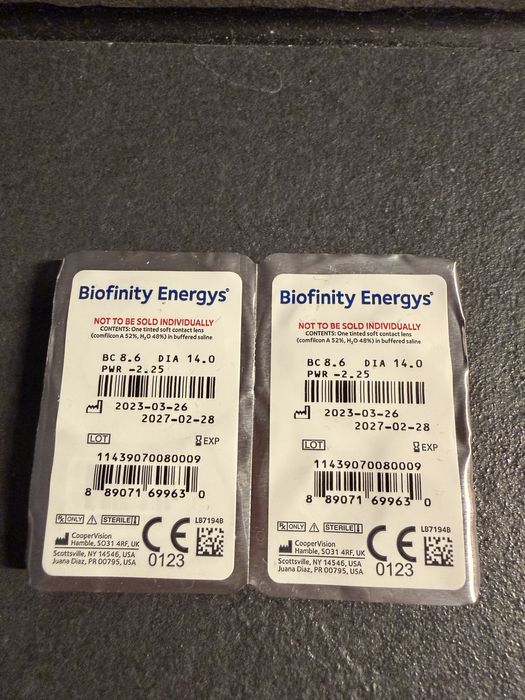 Biofinity Energys®
NOT TO BE SOLD INDIVIDUALLY
CONTENTS: One tinted soft contact lens
(comfilcon A 52%, H₂O 48%) in buffered saline
BC 8.6 DIA 14.0
PWR -2.25
2023-03-26
2027-02-28
LOT
EXP
11439070080009
8 89071 69963 0
Rx ONLY
STERILE
LB7194B
CooperVision
Hamble, SO31 4RF, UK
Scottsville, NY 14546, USA
Juana Diaz, PR 00795, USA
CE
0123
Biofinity Energys®
NOT TO BE SOLD INDIVIDUALLY
CONTENTS: One tinted soft contact lens
(comfilcon A 52%, H₂O 48%) in buffered saline
BC 8.6 DIA 14.0
PWR -2.25
2023-03-26
2027-02-28
LOT
EXP
11439070080009
8 89071 69963 0
Rx ONLY
STERILE
LB7194B
CooperVision
Hamble, SO31 4RF, UK
Scottsville, NY 14546, USA
Juana Diaz, PR 00795, USA
CE
0123